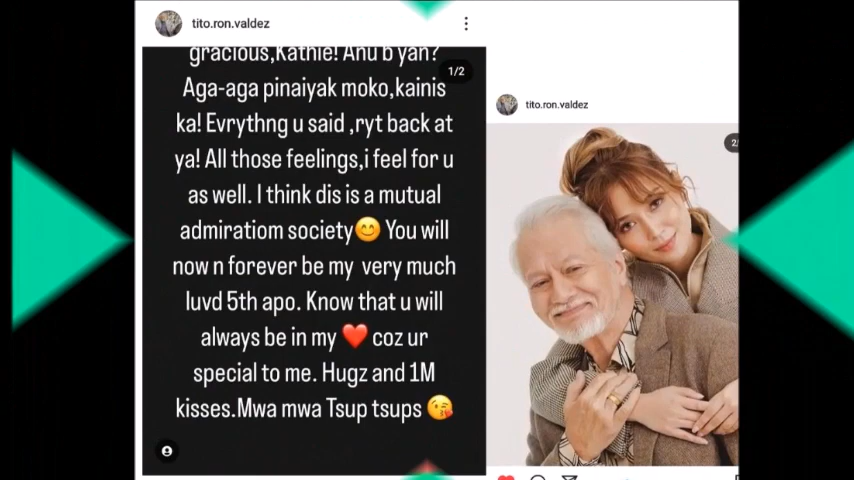 tito.ron.valdez
gracious,Kathie! Anu b yan?
1/2
Aga-aga pinaiyak moko,kainis
ka! Evrythng u said ,ryt back at
ya! All those feelings,i feel for u
as well. I think dis is a mutual
admiratiom society😊 You will
now n forever be my very much
luvd 5th apo. Know that u will
always be in my ❤️ coz ur
special to me. Hugz and 1M
kisses.Mwa mwa Tsup tsups 😘
tito.ron.valdez
2/